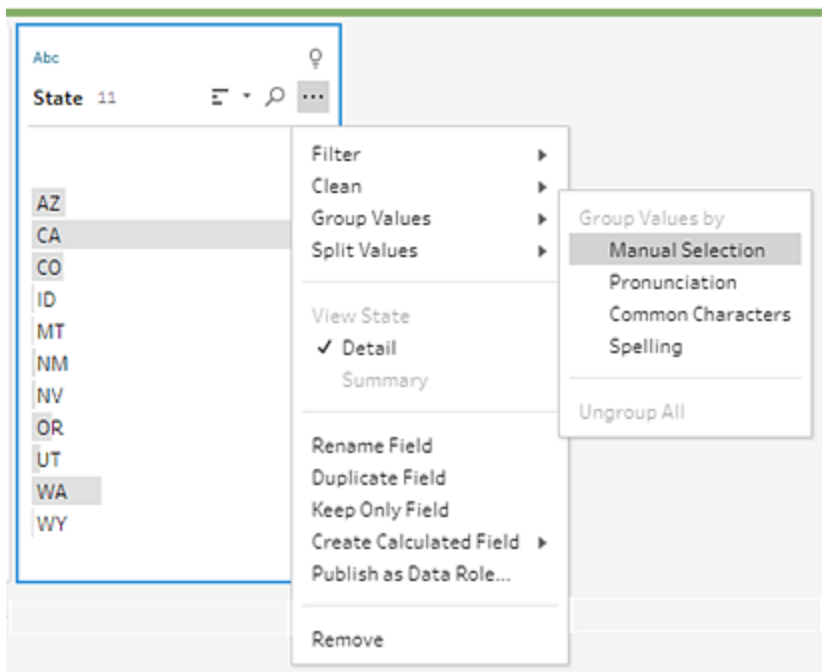 Abc
State 11
AZ
CA
CO
ID
MT
NM
NV
OR
UT
WA
WY
Filter
Clean
Group Values
Split Values
View State
✓ Detail
Summary
Rename Field
Duplicate Field
Keep Only Field
Create Calculated Field
Publish as Data Role...
Remove
Group Values by
Manual Selection
Pronunciation
Common Characters
Spelling
Ungroup All